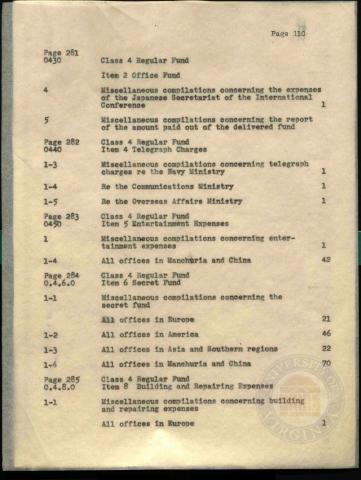 Page 110
Page 281
0430 Class 4 Regular Fund
Item 2 Office Fund
4 Miscellaneous compilations concerning the expenses
of the Japanese Secretariat of the International
Conference 1
5 Miscellaneous compilations concerning the report
of the amount paid out of the delivered fund
Page 282 Class 4 Regular Fund
0440 Item 4 Telegraph Charges
1-3 Miscellaneous compilations concerning telegraph
charges re the Navy Ministry 1
1-4 Re the Communications Ministry 1
1-5 Re the Overseas Affairs Ministry 1
Page 283 Class 4 Regular Fund
0450 Item 5 Entertainment Expenses
1 Miscellaneous compilations concerning enter-
tainment expenses 1
1-4 All offices in Manchuria and China 42
Page 284 Class 4 Regular Fund
0.4.6.0 Item 6 Secret Fund
1-1 Miscellaneous compilations concerning the
secret fund
All offices in Europe 21
1-2 All offices in America 46
1-3 All offices in Asia and Southern regions 22
1-4 All offices in Manchuria and China 70
Page 285 Class 4 Regular Fund
0.4.8.0 Item 8 Building and Repairing Expenses
1-1 Miscellaneous compilations concerning building
and repairing expenses
All offices in Europe 1